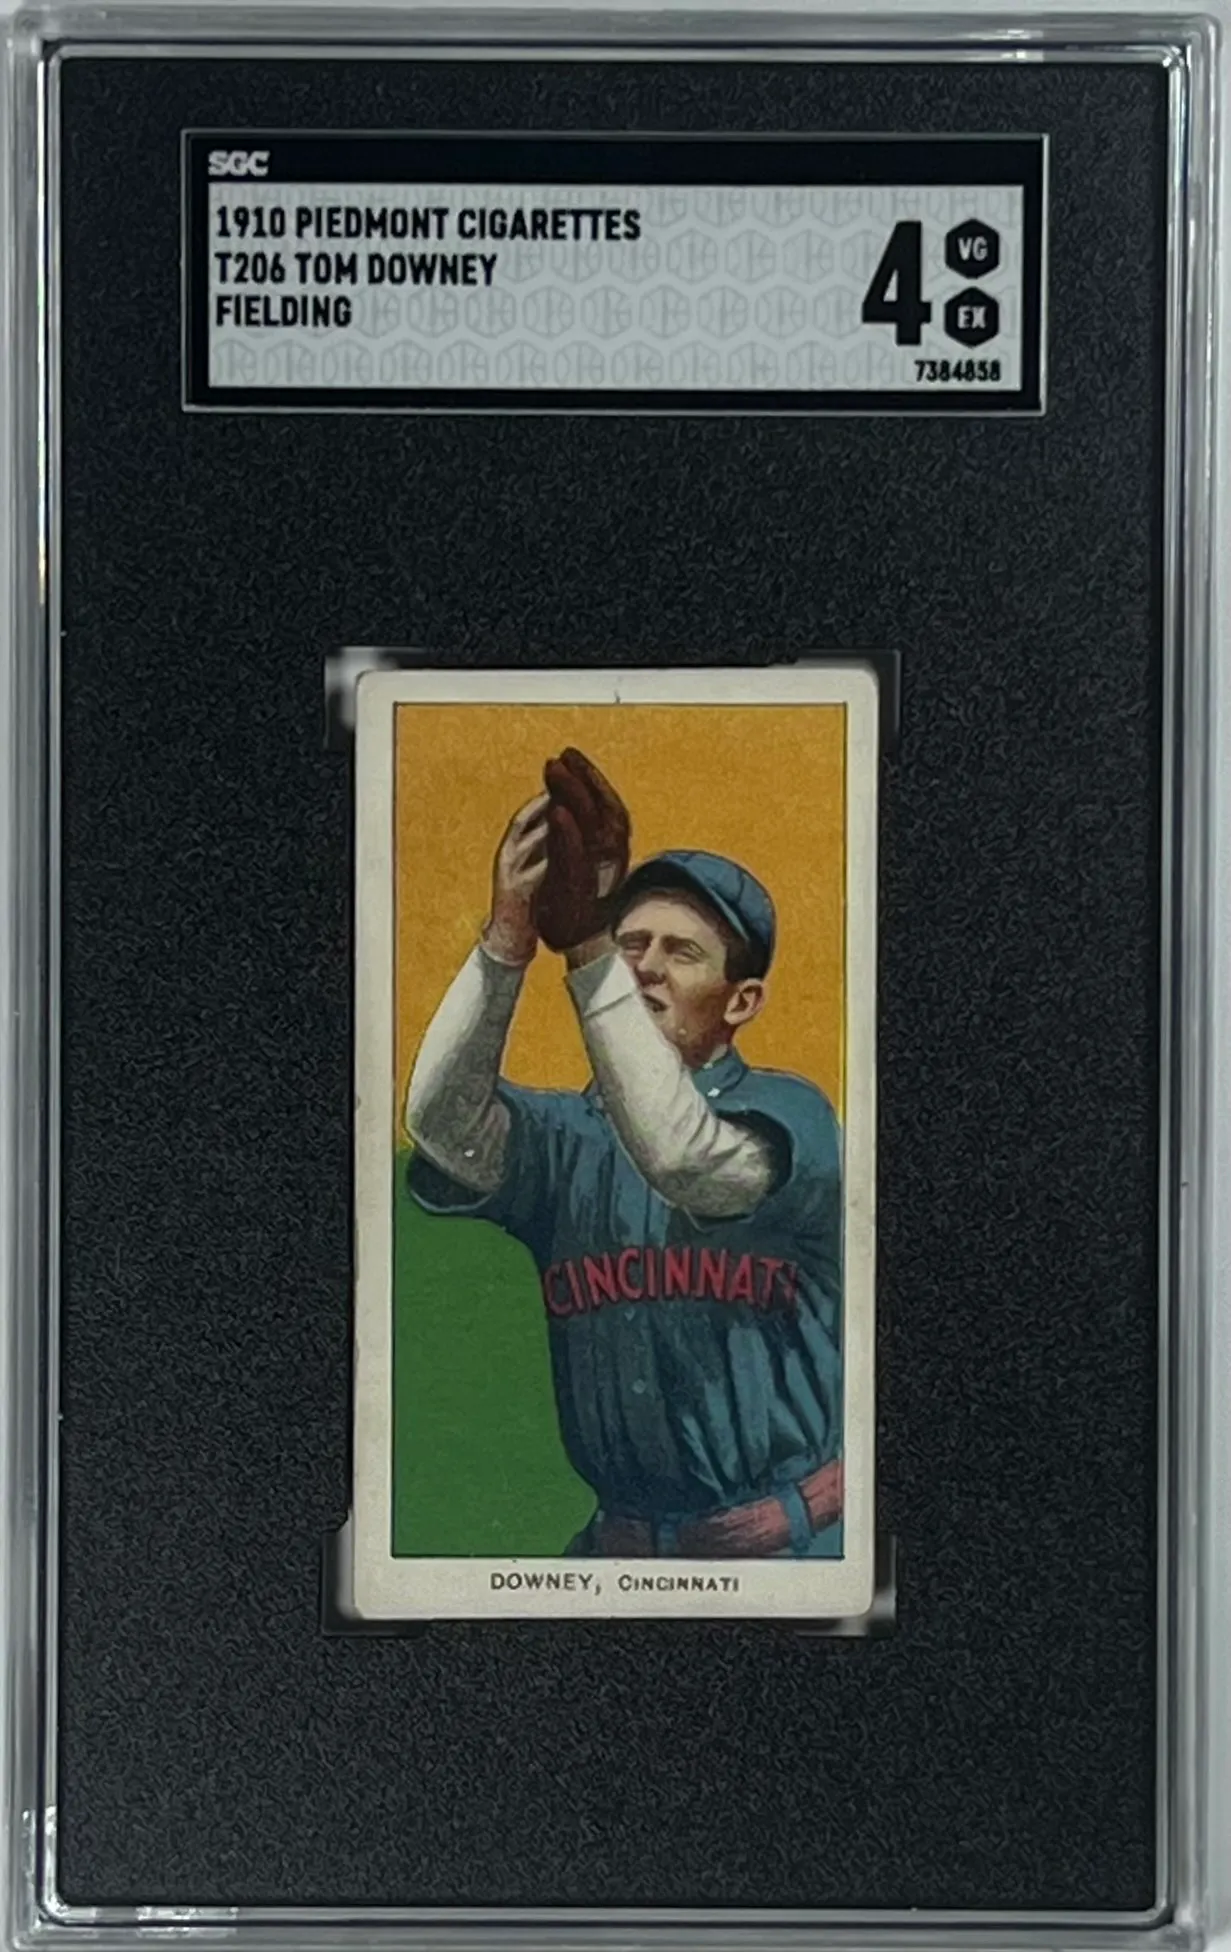 SGC
1910 PIEDMONT CIGARETTES
T206 TOM DOWNEY
FIELDING
4
VG
EX
7384858
CINCINNATI
DOWNEY, CINCINNATI